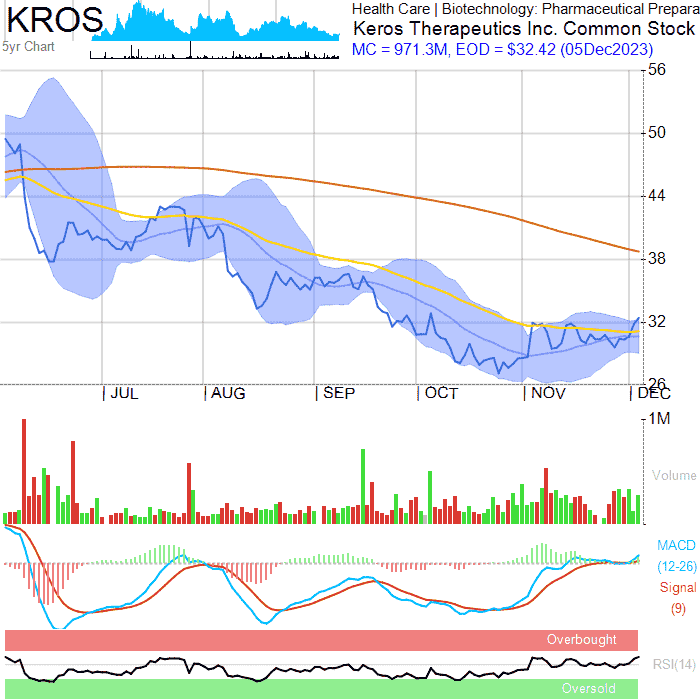 KROS
5yr Chart
Health Care | Biotechnology: Pharmaceutical Prepara
Keros Therapeutics Inc. Common Stock
MC = 971.3M, EOD = $32.42 (05Dec2023)
56
50
44
38
32
26
JUL
AUG
SEP
OCT
NOV
DEC
1M
Volume
MACD
(12-26)
Signal
(9)
Overbought
RSI(14)
Oversold